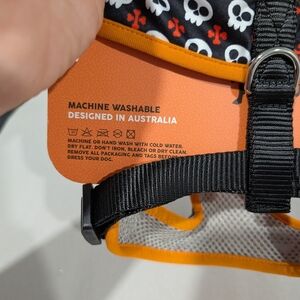 MACHINE WASHABLE
DESIGNED IN AUSTRALIA
MACHINE OR HAND WASH WITH COLD WATER.
DRY FLAT. DON'T IRON, BLEACH OR DRY CLEAN.
REMOVE ALL PACKAGING AND TAGS BEFORE
DRESS YOUR DOG.